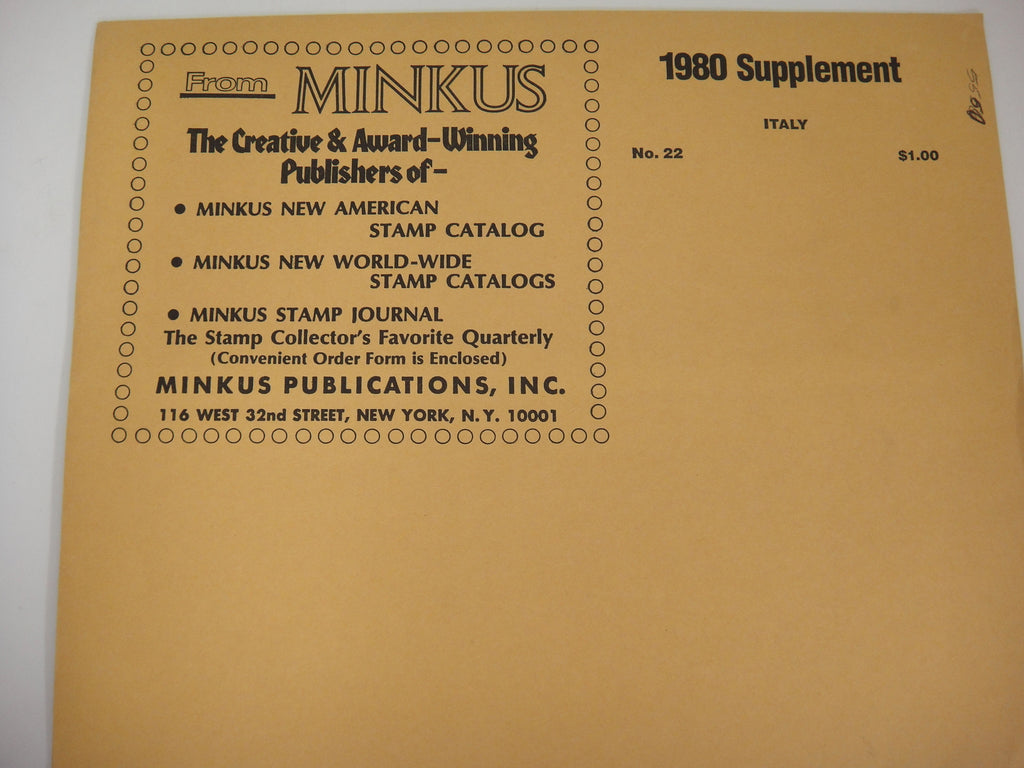 From MINKUS
The Creative & Award-Winning
Publishers of-
• MINKUS NEW AMERICAN
STAMP CATALOG
• MINKUS NEW WORLD-WIDE
STAMP CATALOGS
• MINKUS STAMP JOURNAL
The Stamp Collector's Favorite Quarterly
(Convenient Order Form is Enclosed)
MINKUS PUBLICATIONS, INC.
116 WEST 32nd STREET, NEW YORK, N.Y. 10001
1980 Supplement
ITALY
No. 22 $1.00